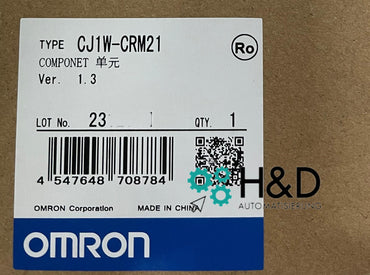 TYPE CJ1W-CRM21
Ro
COMPONET 单元
Ver. 1.3
LOT No. 23
QTY. 1
4 547648 708784
H&D
AUTOMATISIERUNG
OMRON Corporation MADE IN CHINA
OMRON